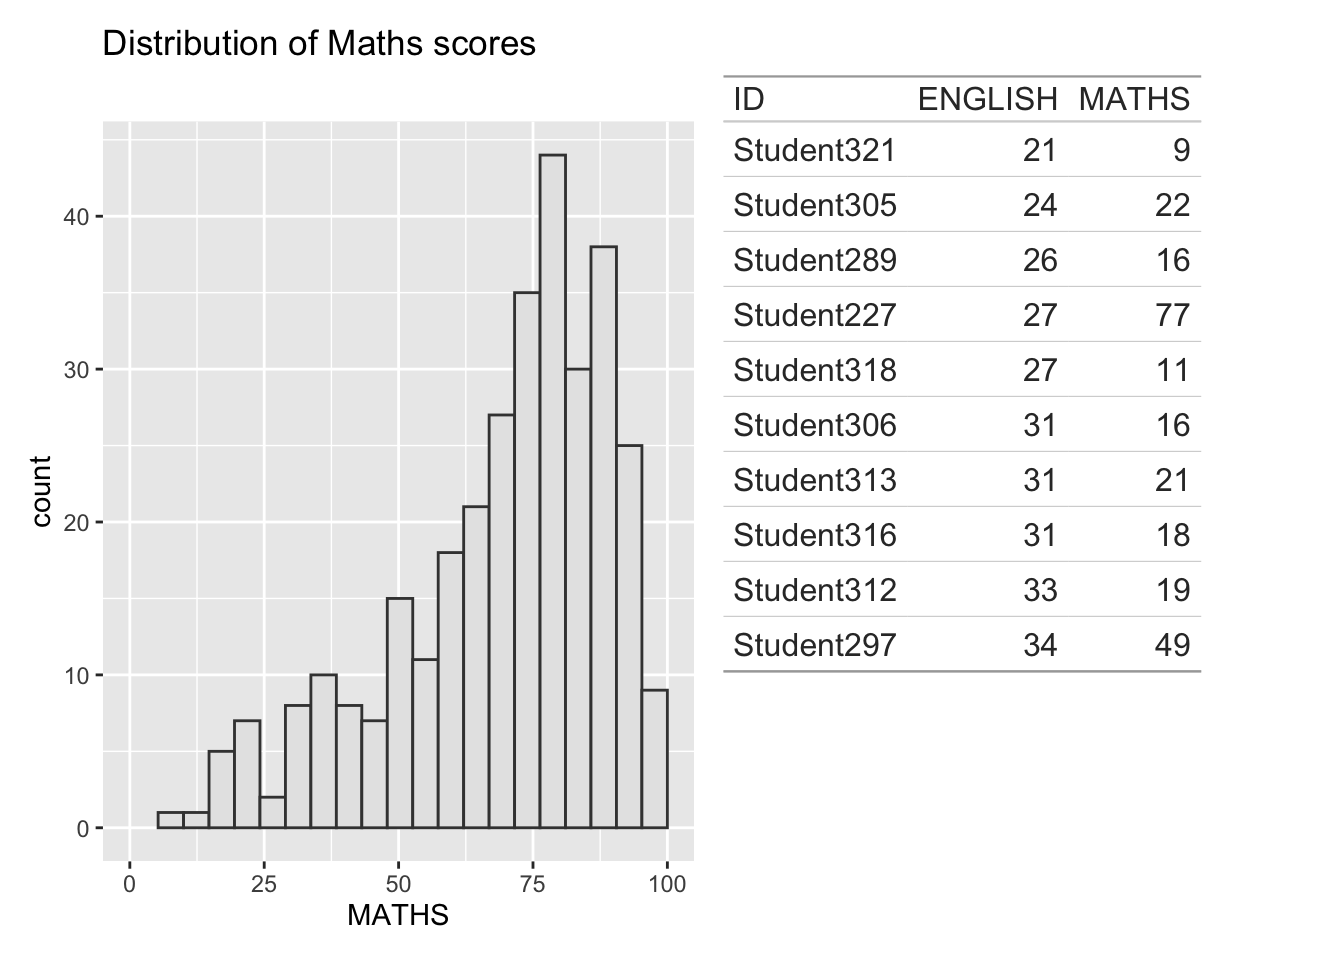 Distribution of Maths scores
count
40
30
20
10
0
0 25 50 75 100
MATHS
ID ENGLISH MATHS
Student321 21 9
Student305 24 22
Student289 26 16
Student227 27 77
Student318 27 11
Student306 31 16
Student313 31 21
Student316 31 18
Student312 33 19
Student297 34 49